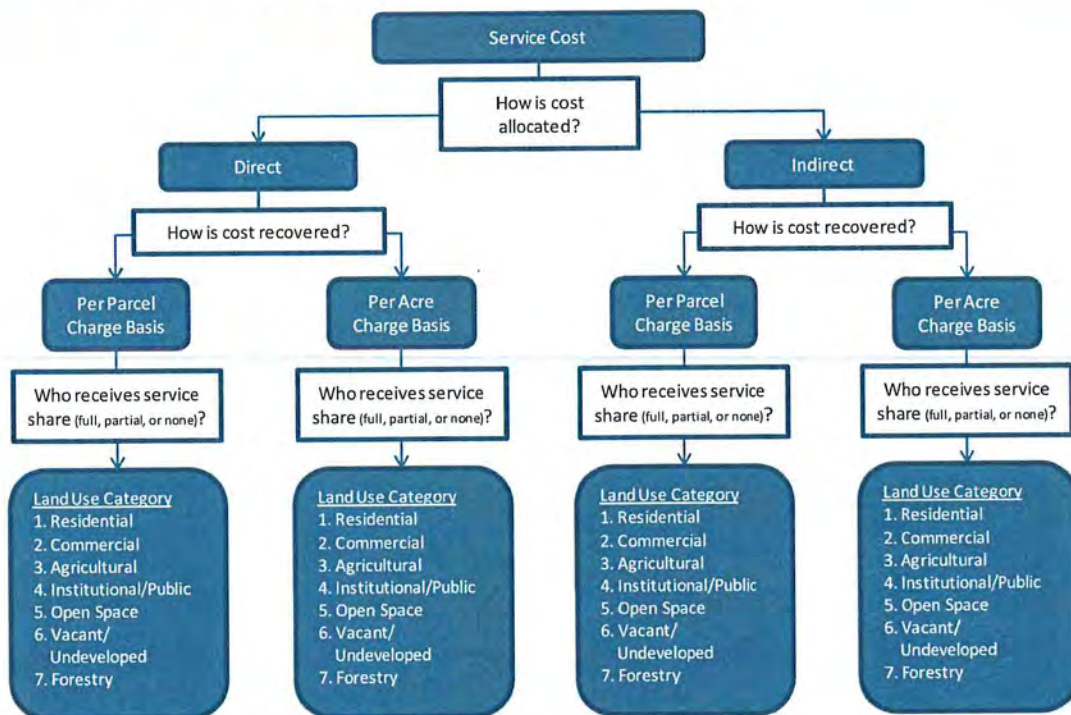 Service Cost
How is cost
allocated?
Direct
Indirect
How is cost recovered?
How is cost recovered?
Per Parcel
Charge Basis
Per Acre
Charge Basis
Per Parcel
Charge Basis
Per Acre
Charge Basis
Who receives service
share (full, partial, or none)?
Who receives service
share (full, partial, or none)?
Who receives service
share (full, partial, or none)?
Who receives service
share (full, partial, or none)?
Land Use Category
1. Residential
2. Commercial
3. Agricultural
4. Institutional/Public
5. Open Space
6. Vacant/
Undeveloped
7. Forestry
Land Use Category
1. Residential
2. Commercial
3. Agricultural
4. Institutional/Public
5. Open Space
6. Vacant/
Undeveloped
7. Forestry
Land Use Category
1. Residential
2. Commercial
3. Agricultural
4. Institutional/Public
5. Open Space
6. Vacant/
Undeveloped
7. Forestry
Land Use Category
1. Residential
2. Commercial
3. Agricultural
4. Institutional/Public
5. Open Space
6. Vacant/
Undeveloped
7. Forestry